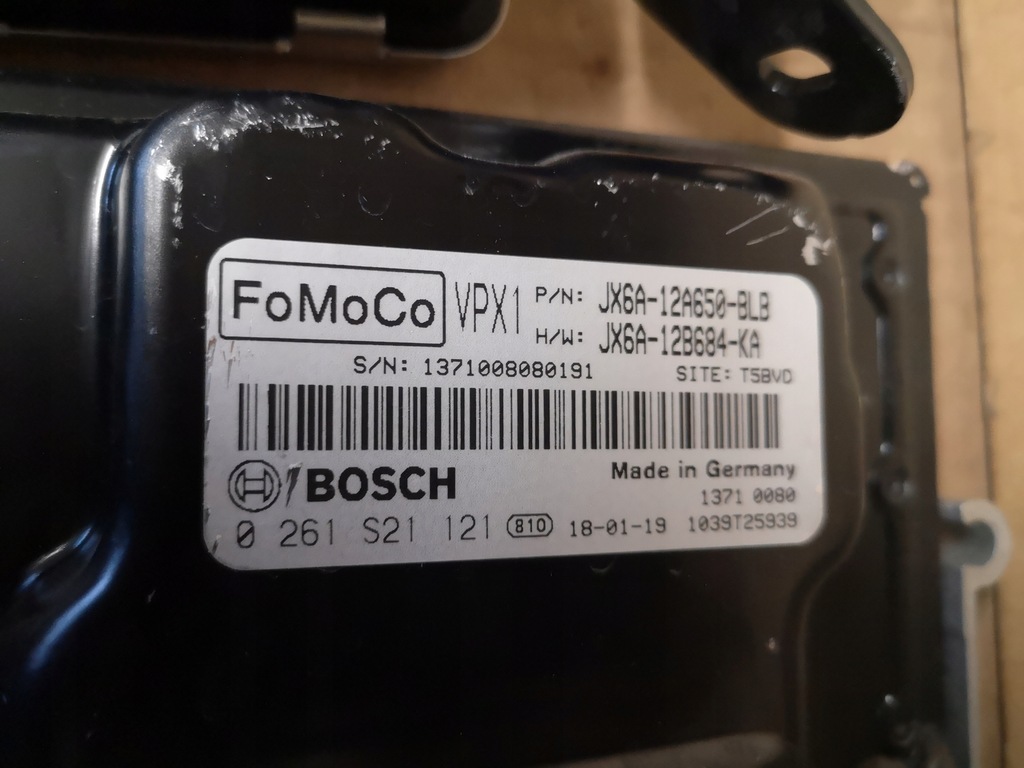 FoMoCo VPX1 P/N: JX6A-12A650-BLB
H/W: JX6A-12B684-KA
S/N: 1371008080191 SITE: T5BVD
BOSCH Made in Germany
1371 0080
0 261 S21 121 810 18-01-19 1039T25939